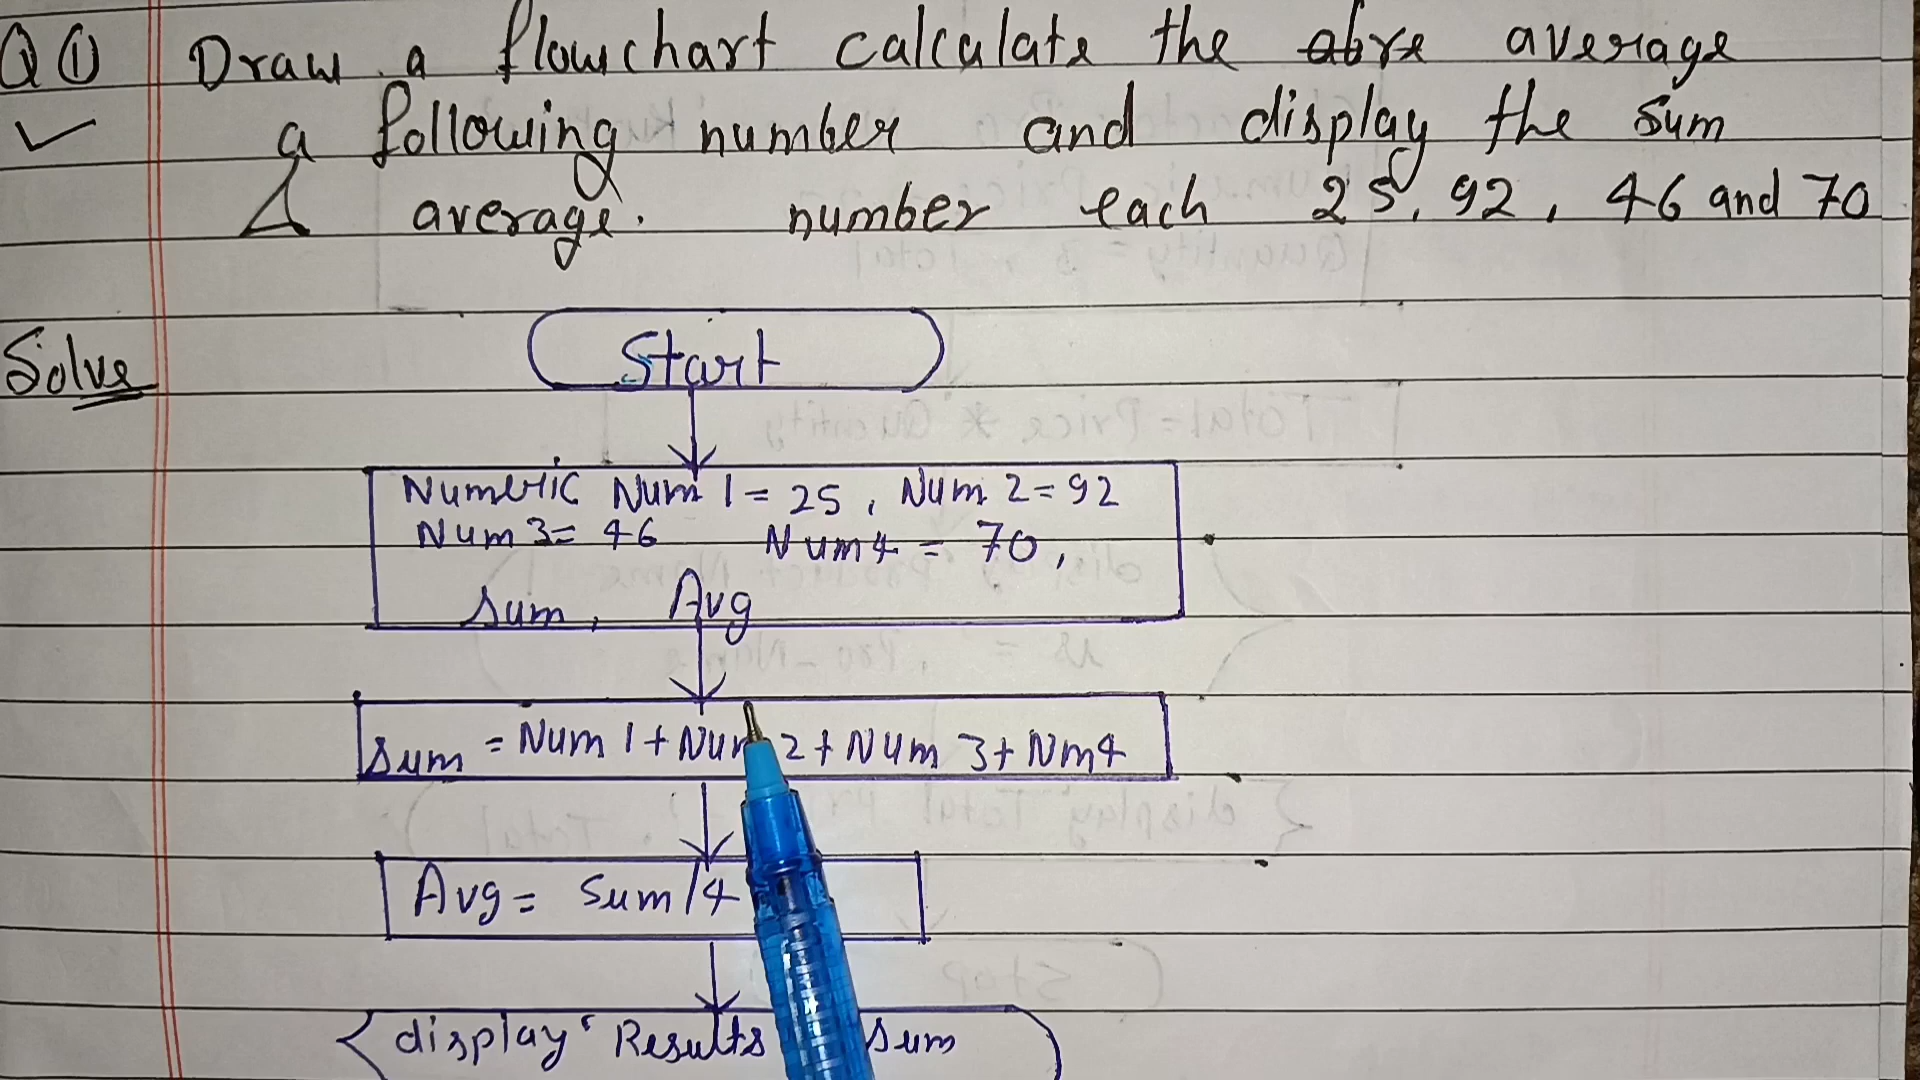 Q ① Draw a flowchart calculate the abre average
a following number and display the sum
& average. number each 25, 92, 46 and 70
Solve
Start
Numeric Num 1 = 25, Num 2 = 92
Num 3 = 46 Num 4 = 70,
Sum, Avg
Sum = Num 1 + Num 2 + Num 3 + Nm4
Avg = Sum / 4
display " Results Sum